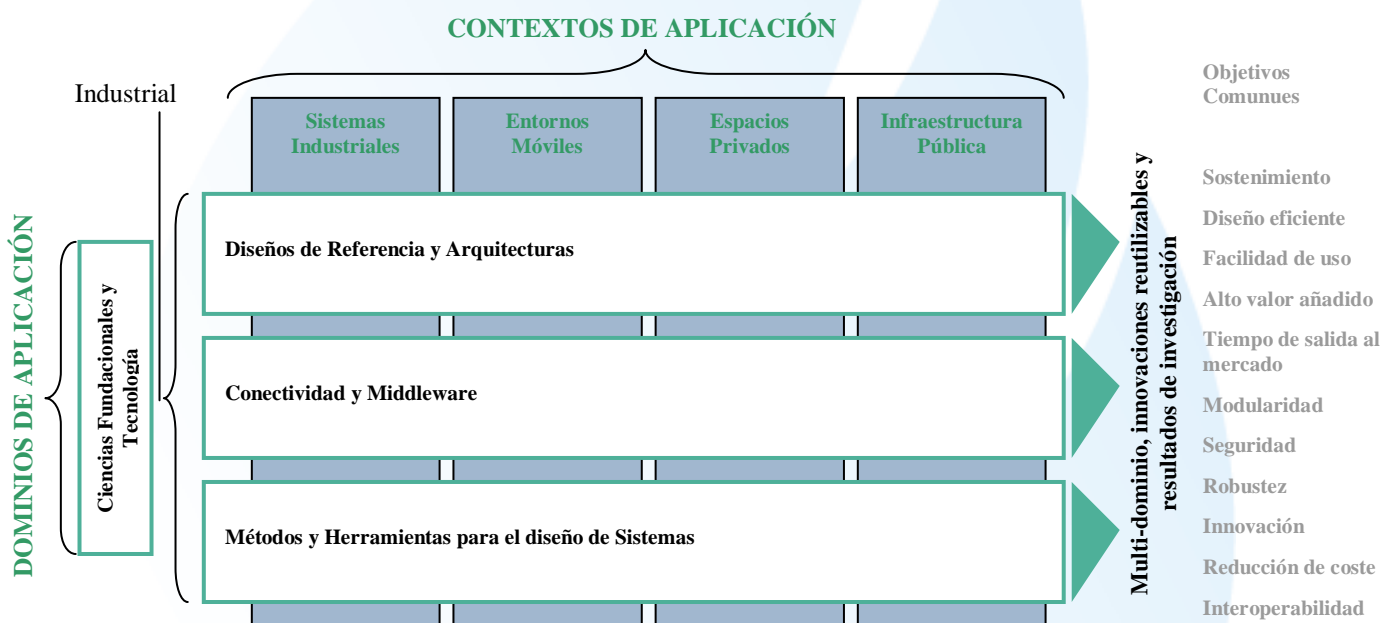 CONTEXTOS DE APLICACIÓN
Industrial
Sistemas
Industriales
Entornos
Móviles
Espacios
Privados
Infraestructura
Pública
DOMINIOS DE APLICACIÓN
Ciencias Fundacionales y
Tecnología
Diseños de Referencia y Arquitecturas
Conectividad y Middleware
Métodos y Herramientas para el diseño de Sistemas
Multi-dominio, innovaciones reutilizables y
resultados de investigación
Objetivos
Comunues
Sostenimiento
Diseño eficiente
Facilidad de uso
Alto valor añadido
Tiempo de salida al
mercado
Modularidad
Seguridad
Robustez
Innovación
Reducción de coste
Interoperabilidad